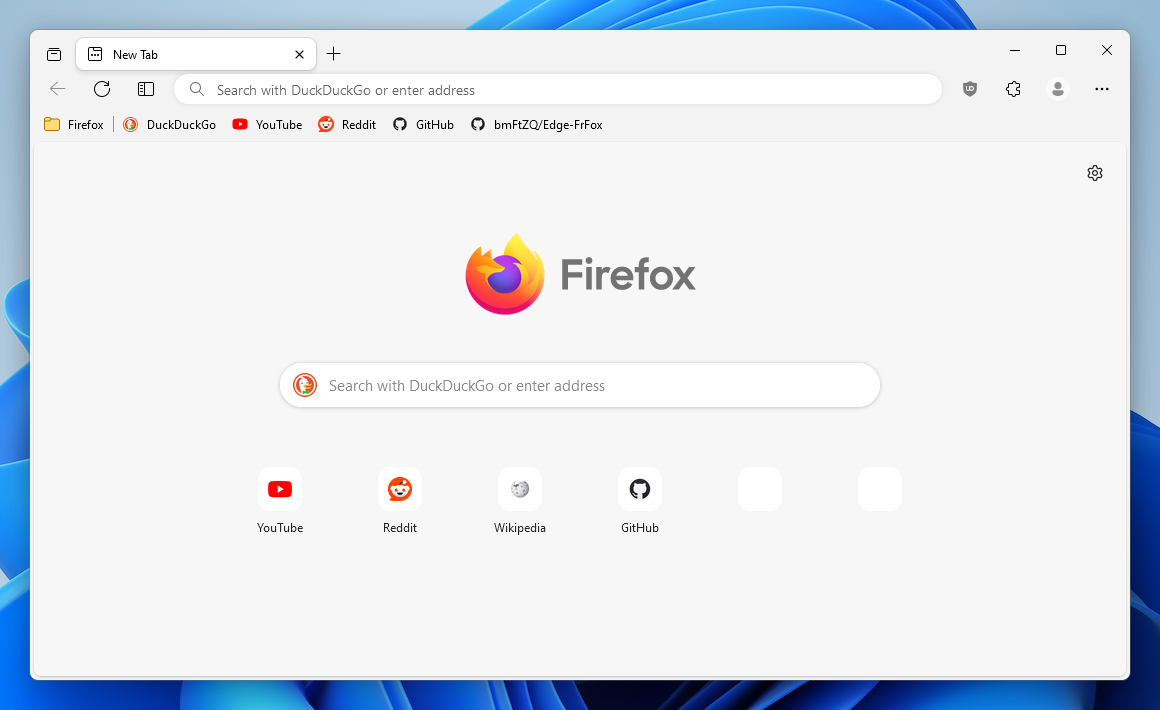 New Tab
Search with DuckDuckGo or enter address
Firefox DuckDuckGo YouTube Reddit GitHub bmFtZQ/Edge-FrFox
Firefox
Search with DuckDuckGo or enter address
YouTube Reddit Wikipedia GitHub